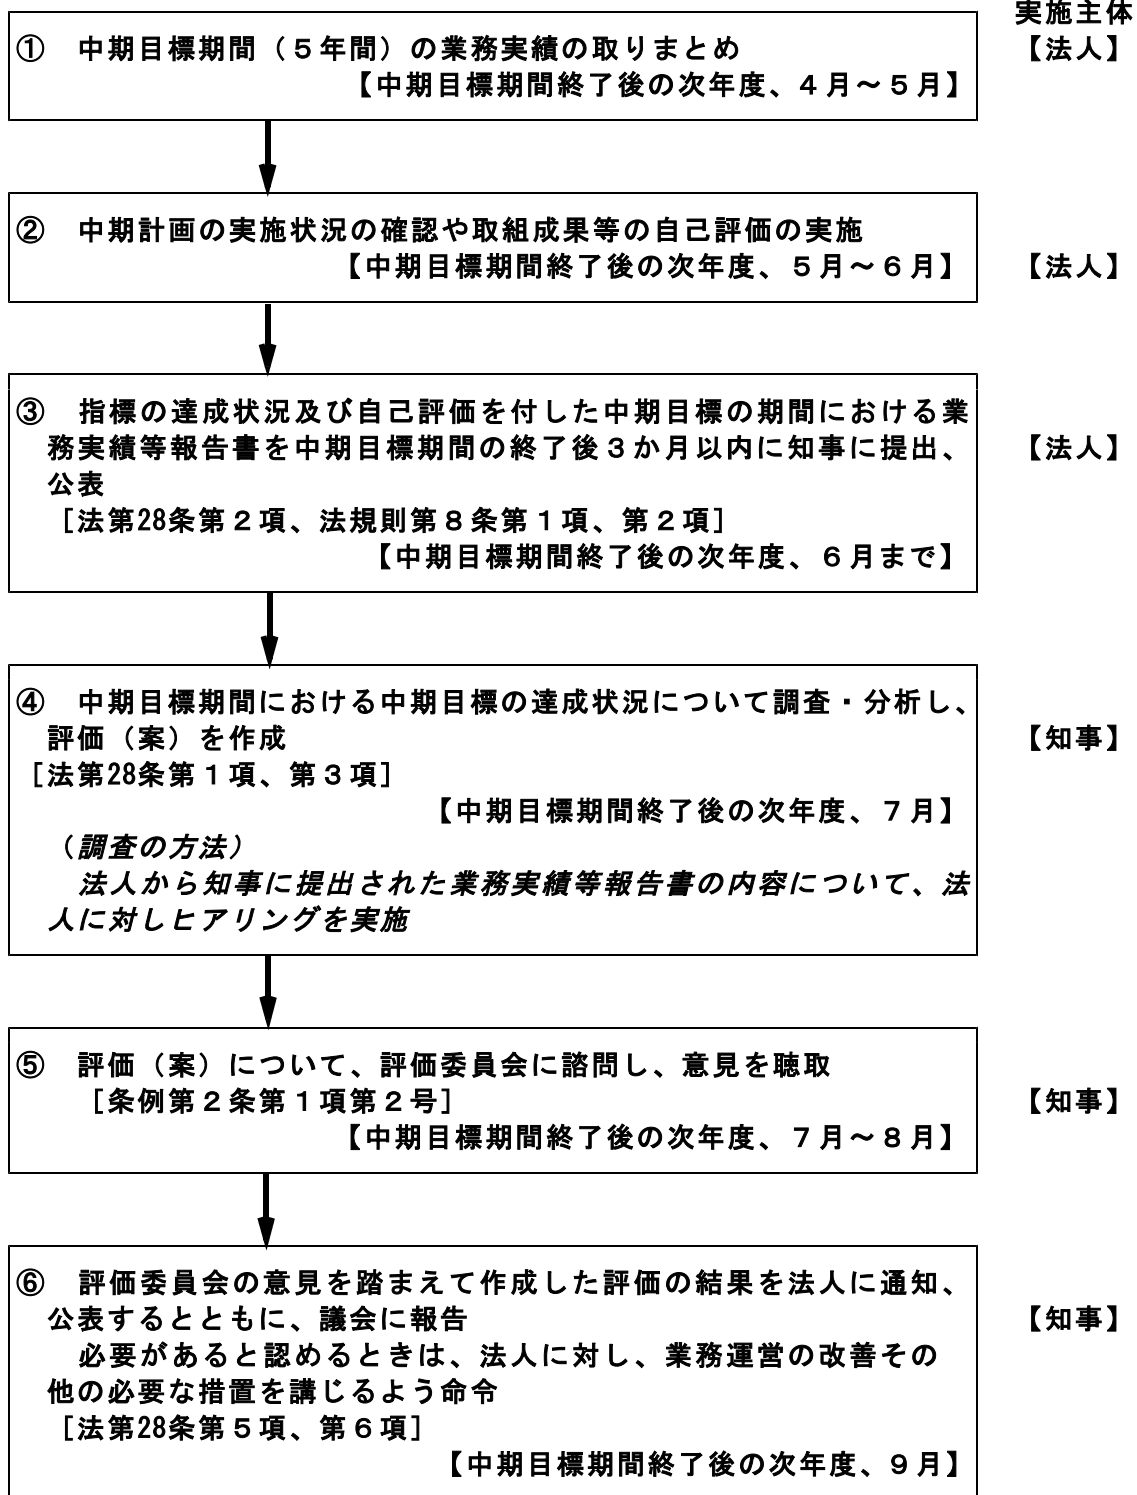 実施主体
① 中期目標期間(5年間)の業務実績の取りまとめ 【法人】
【中期目標期間終了後の次年度、4月~5月】
② 中期計画の実施状況の確認や取組成果等の自己評価の実施
【中期目標期間終了後の次年度、5月~6月】 【法人】
③ 指標の達成状況及び自己評価を付した中期目標の期間における業
務実績等報告書を中期目標期間の終了後3か月以内に知事に提出、 【法人】
公表
[法第28条第2項、法規則第8条第1項、第2項]
【中期目標期間終了後の次年度、6月まで】
④ 中期目標期間における中期目標の達成状況について調査・分析し、
評価(案)を作成 【知事】
[法第28条第1項、第3項]
【中期目標期間終了後の次年度、7月】
(調査の方法)
法人から知事に提出された業務実績等報告書の内容について、法
人に対しヒアリングを実施
⑤ 評価(案)について、評価委員会に諮問し、意見を聴取
[条例第2条第1項第2号] 【知事】
【中期目標期間終了後の次年度、7月~8月】
⑥ 評価委員会の意見を踏まえて作成した評価の結果を法人に通知、
公表するとともに、議会に報告 【知事】
必要があると認めるときは、法人に対し、業務運営の改善その
他の必要な措置を講じるよう命令
[法第28条第5項、第6項]
【中期目標期間終了後の次年度、9月】